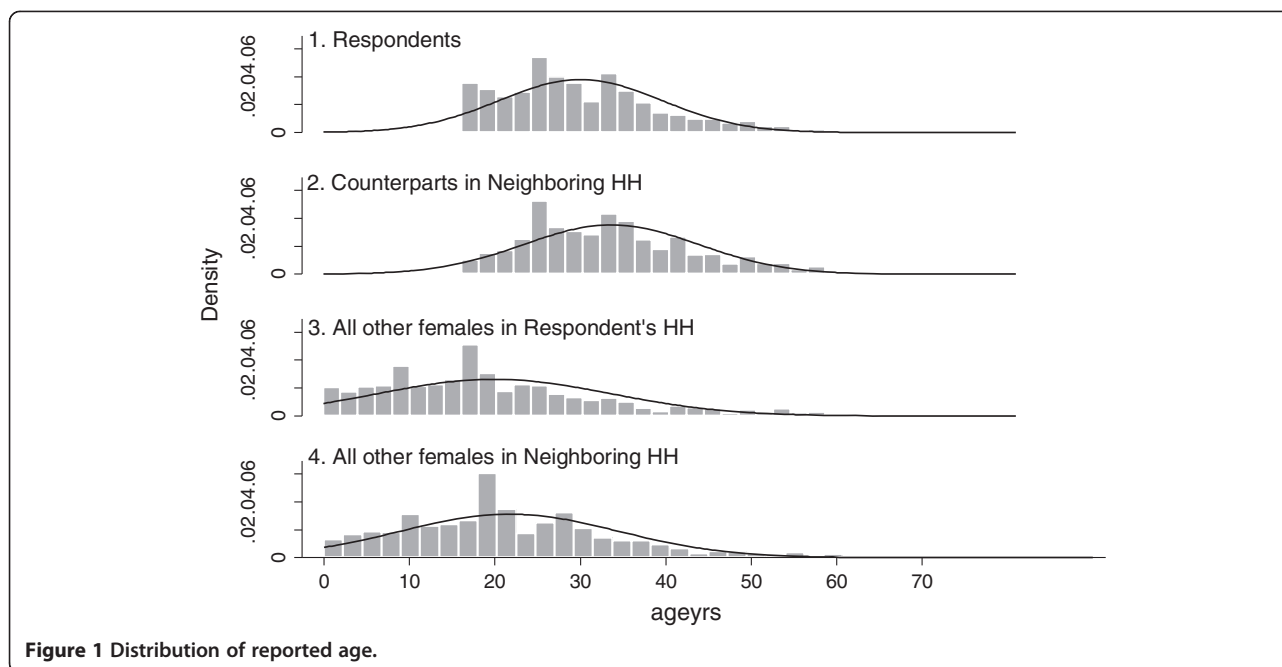 1. Respondents
0 .02.04.06
2. Counterparts in Neighboring HH
0 .02.04.06
Density
3. All other females in Respondent's HH
0 .02.04.06
4. All other females in Neighboring HH
0 .02.04.06
0 10 20 30 40 50 60 70
ageyrs
Figure 1 Distribution of reported age.